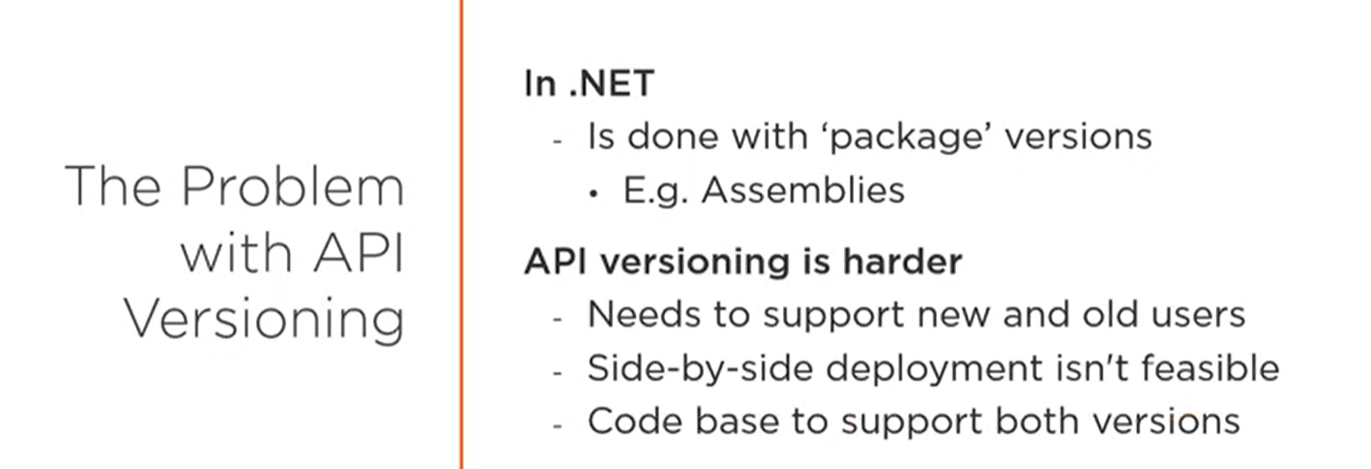 The Problem
with API
Versioning
In .NET
- Is done with ‘package’ versions
• E.g. Assemblies
API versioning is harder
- Needs to support new and old users
- Side-by-side deployment isn't feasible
- Code base to support both versions